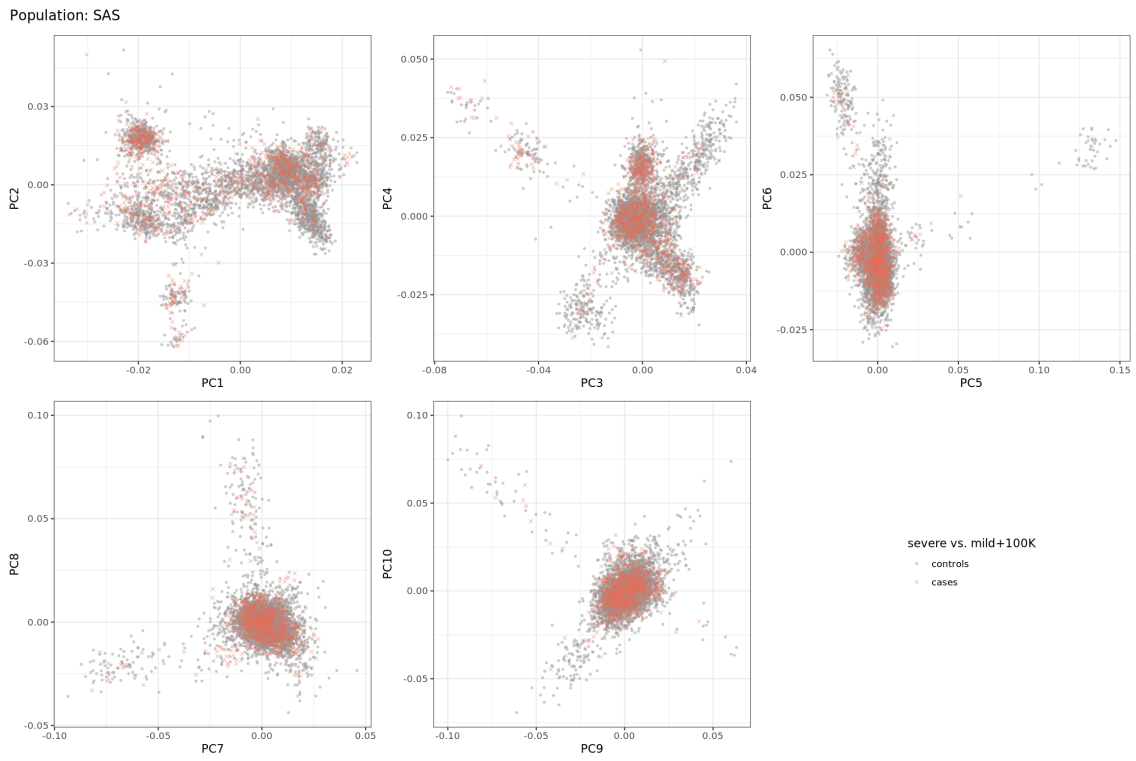 Population: SAS
0.03
0.00
-0.03
-0.06
PC2
-0.02
0.00
0.02
PC1
0.050
0.025
0.000
-0.025
PC4
-0.08
-0.04
0.00
0.04
PC3
0.050
0.025
0.000
-0.025
PC6
0.00
0.05
0.10
0.15
PC5
0.10
0.05
0.00
-0.05
PC8
-0.10
-0.05
0.00
0.05
PC7
0.10
0.05
0.00
-0.05
PC10
-0.10
-0.05
0.00
0.05
PC9
severe vs. mild+100K
controls
cases